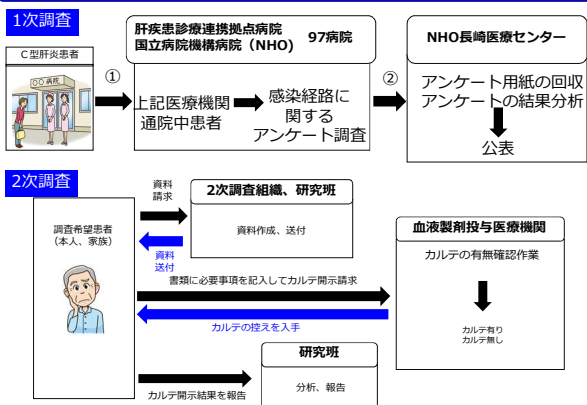 1次調査
C型肝炎患者
○○病院
①
肝疾患診療連携拠点病院
国立病院機構病院（NHO） 97病院
上記医療機関
通院中患者
感染経路に
関する
アンケート調査
②
NHO長崎医療センター
アンケート用紙の回収
アンケートの結果分析
公表
2次調査
調査希望患者
（本人、家族）
資料
請求
資料
送付
2次調査組織、研究班
資料作成、送付
書類に必要事項を記入してカルテ開示請求
カルテの控えを入手
血液製剤投与医療機関
カルテの有無確認作業
カルテ有り
カルテ無し
カルテ開示結果を報告
研究班
分析、報告